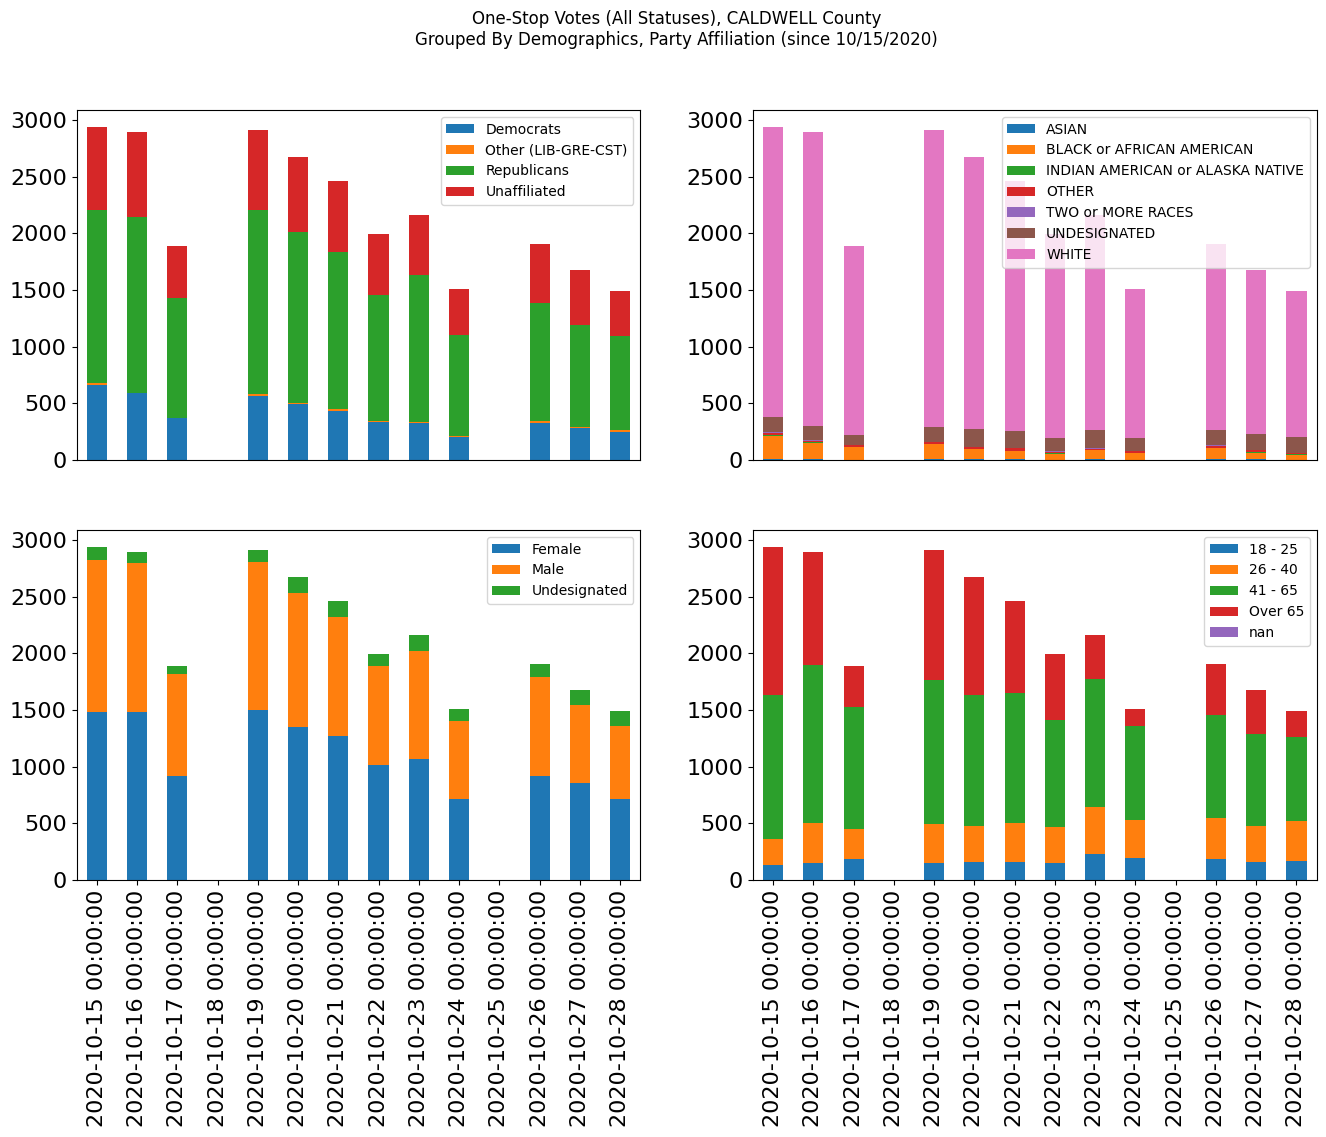 One-Stop Votes (All Statuses), CALDWELL County
Grouped By Demographics, Party Affiliation (since 10/15/2020)
3000
2500
2000
1500
1000
500
0
Democrats
Other (LIB-GRE-CST)
Republicans
Unaffiliated
3000
2500
2000
1500
1000
500
0
ASIAN
BLACK or AFRICAN AMERICAN
INDIAN AMERICAN or ALASKA NATIVE
OTHER
TWO or MORE RACES
UNDESIGNATED
WHITE
3000
2500
2000
1500
1000
500
0
Female
Male
Undesignated
2020-10-15 00:00:00
2020-10-16 00:00:00
2020-10-17 00:00:00
2020-10-18 00:00:00
2020-10-19 00:00:00
2020-10-20 00:00:00
2020-10-21 00:00:00
2020-10-22 00:00:00
2020-10-23 00:00:00
2020-10-24 00:00:00
2020-10-25 00:00:00
2020-10-26 00:00:00
2020-10-27 00:00:00
2020-10-28 00:00:00
3000
2500
2000
1500
1000
500
0
18 - 25
26 - 40
41 - 65
Over 65
nan
2020-10-15 00:00:00
2020-10-16 00:00:00
2020-10-17 00:00:00
2020-10-18 00:00:00
2020-10-19 00:00:00
2020-10-20 00:00:00
2020-10-21 00:00:00
2020-10-22 00:00:00
2020-10-23 00:00:00
2020-10-24 00:00:00
2020-10-25 00:00:00
2020-10-26 00:00:00
2020-10-27 00:00:00
2020-10-28 00:00:00